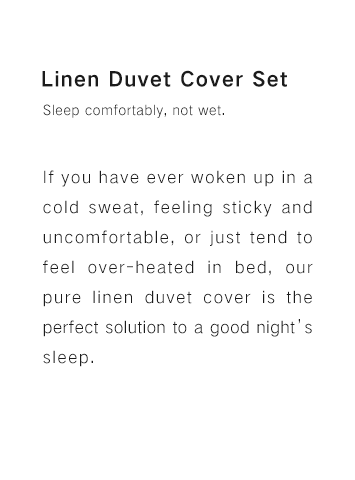 Linen Duvet Cover Set
Sleep comfortably, not wet.
If you have ever woken up in a
cold sweat, feeling sticky and
uncomfortable, or just tend to
feel over-heated in bed, our
pure linen duvet cover is the
perfect solution to a good night's
sleep.